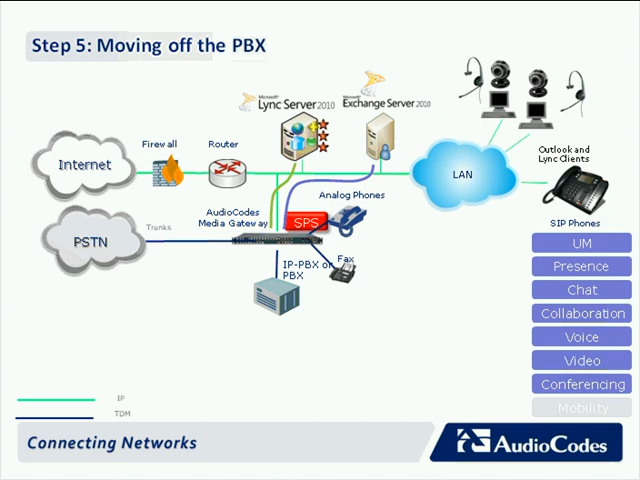 Step 5: Moving off the PBX
Microsoft
Lync Server 2010
Microsoft
Exchange Server 2010
Internet
Firewall
Router
LAN
Outlook and
Lync Clients
Analog Phones
AudioCodes
Media Gateway
SPS
SIP Phones
PSTN
Trunks
IP-PBX or
PBX
Fax
UM
Presence
Chat
Collaboration
Voice
Video
Conferencing
Mobility
IP
TDM
Connecting Networks
AudioCodes